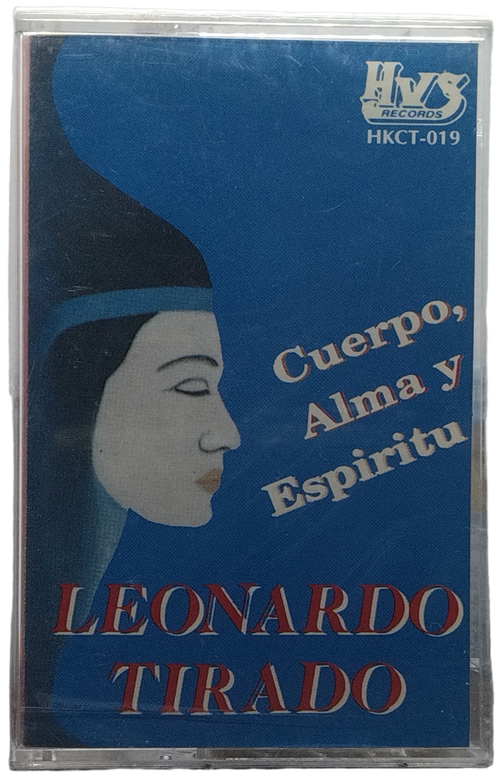 HVS
RECORDS
HKCT-019
Cuerpo,
Alma y
Espiritu
LEONARDO
TIRADO